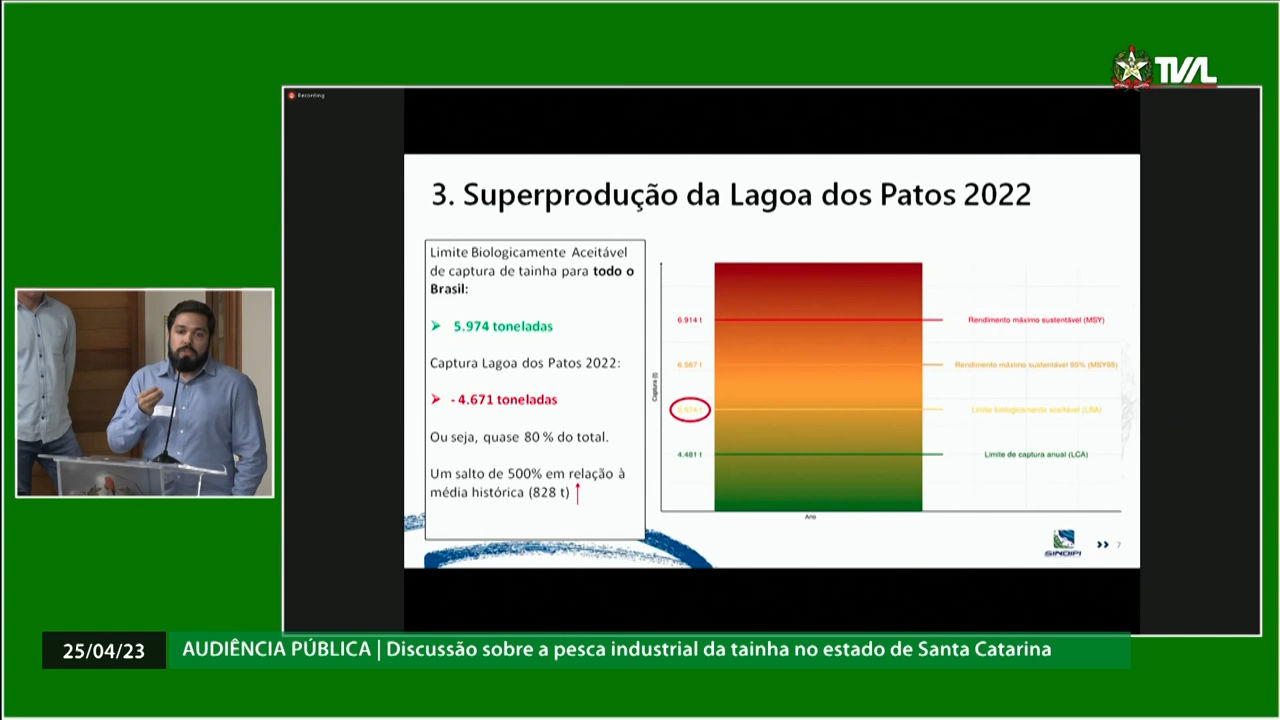 TVAL
Recording
3. Superprodução da Lagoa dos Patos 2022
Limite Biologicamente Aceitável
de captura de tainha para todo o
Brasil:
➢ 5.974 toneladas
Captura Lagoa dos Patos 2022:
➢ - 4.671 toneladas
Ou seja, quase 80 % do total.
Um salto de 500% em relação à
média histórica (828 t)
Captura (t)
6.914 t
Rendimento máximo sustentável (MSY)
6.567 t
Rendimento máximo sustentável 95% (MSY95)
5.974 t
Limite biologicamente aceitável (LBA)
4.481 t
Limite de captura anual (LCA)
Ano
SINDIPI
7
25/04/23
AUDIÊNCIA PÚBLICA | Discussão sobre a pesca industrial da tainha no estado de Santa Catarina